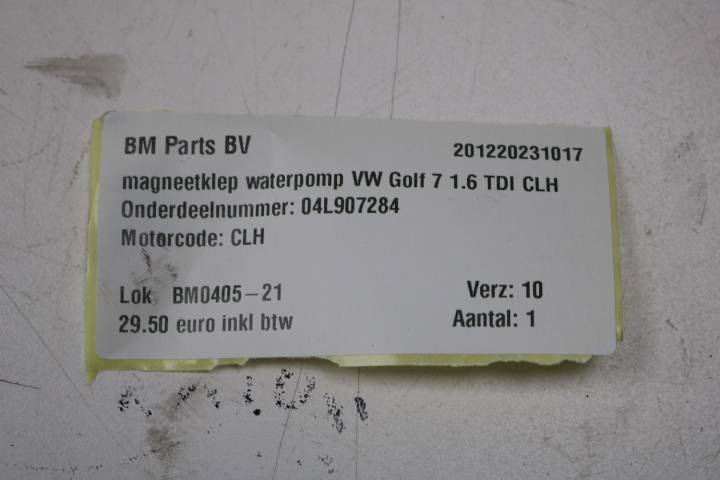 BM Parts BV 201220231017
magneetklep waterpomp VW Golf 7 1.6 TDI CLH
Onderdeelnummer: 04L907284
Motorcode: CLH
Lok BM0405-21 Verz: 10
29.50 euro inkl btw Aantal: 1